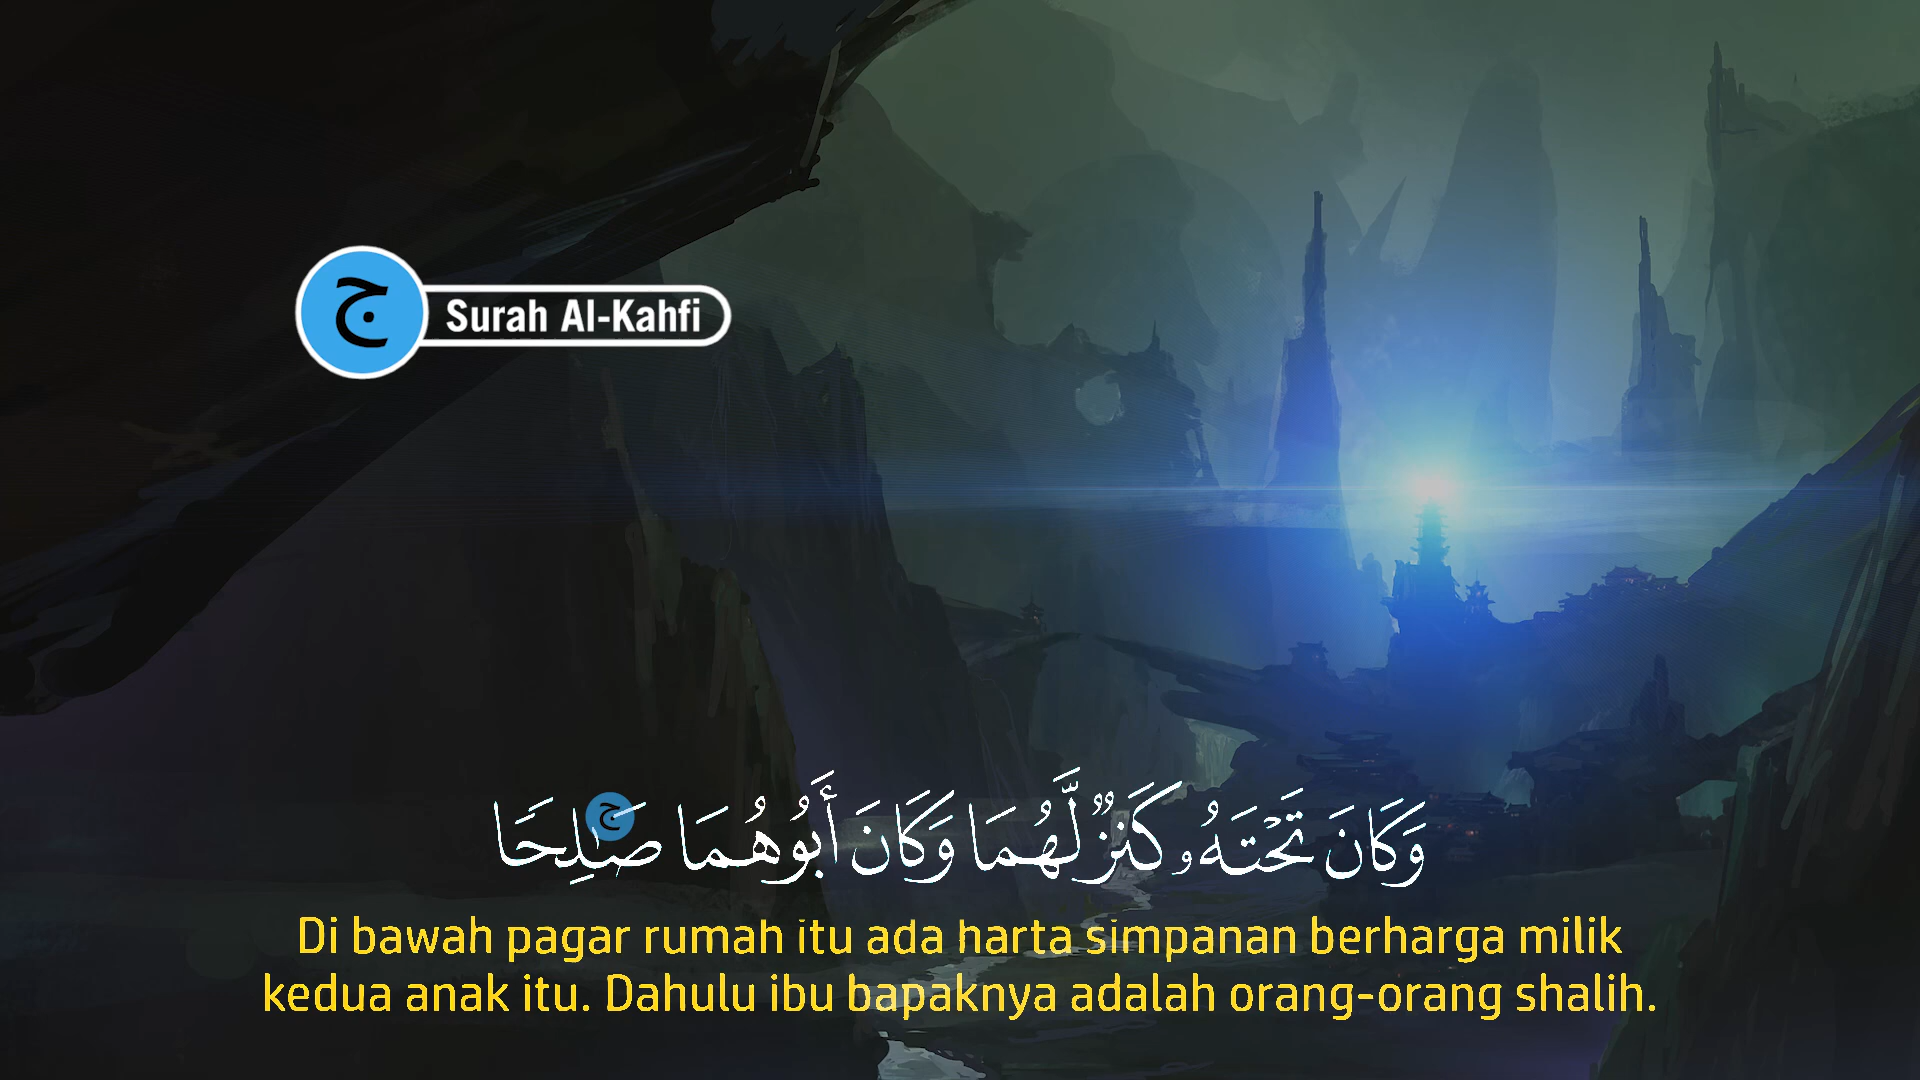 ج
Surah Al-Kahfi
ج
وَكَانَ تَحْتَهُۥ كَنزٌ لَّهُمَا وَكَانَ أَبُوهُمَا صَٰلِحًا
Di bawah pagar rumah itu ada harta simpanan berharga milik
kedua anak itu. Dahulu ibu bapaknya adalah orang-orang shalih.